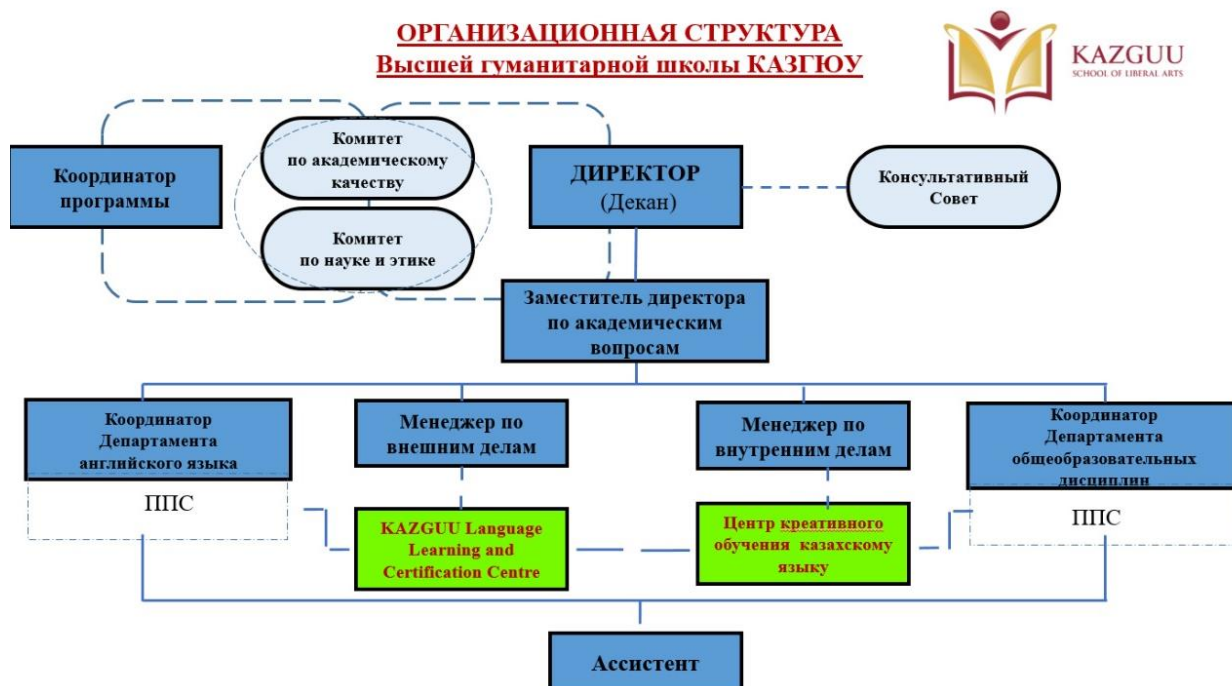 ОРГАНИЗАЦИОННАЯ СТРУКТУРА
Высшей гуманитарной школы КАЗГЮУ
KAZGUU
SCHOOL OF LIBERAL ARTS
Координатор
программы
Комитет
по академическому
качеству
Комитет
по науке и этике
ДИРЕКТОР
(Декан)
Консультативный
Совет
Заместитель директора
по академическим
вопросам
Координатор
Департамента
английского языка
ППС
Менеджер по
внешним делам
Менеджер по
внутренним делам
Координатор
Департамента
общеобразовательных
дисциплин
ППС
KAZGUU Language
Learning and
Certification Centre
Центр креативного
обучения казахскому
языку
Ассистент